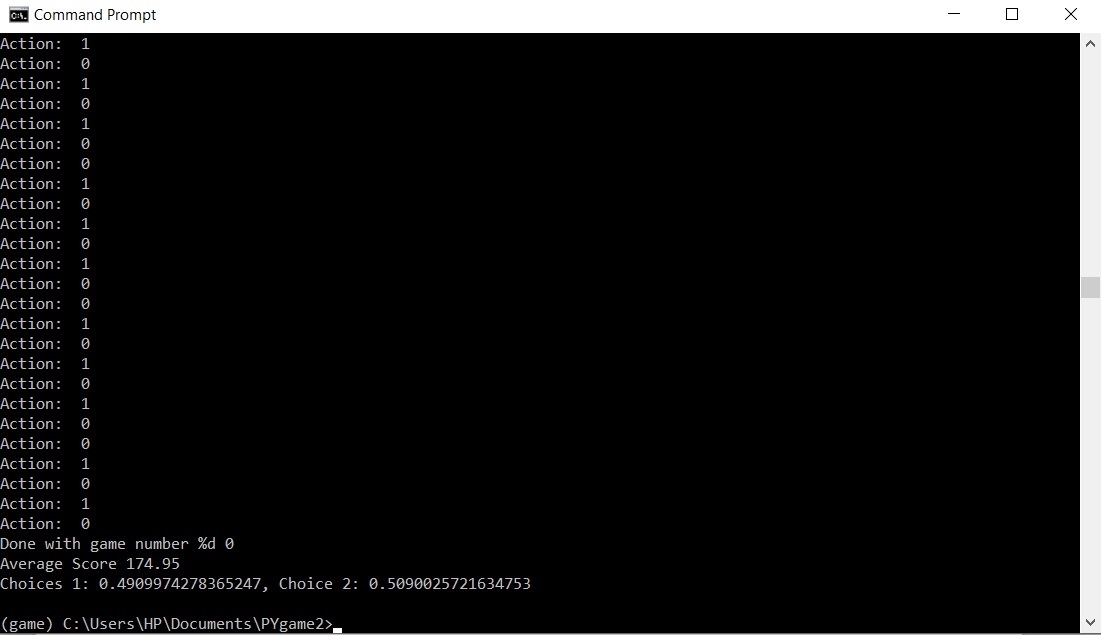 Command Prompt
Action:  1
Action:  0
Action:  1
Action:  0
Action:  1
Action:  0
Action:  0
Action:  1
Action:  0
Action:  1
Action:  0
Action:  1
Action:  0
Action:  0
Action:  1
Action:  0
Action:  1
Action:  0
Action:  1
Action:  0
Action:  0
Action:  1
Action:  0
Action:  1
Action:  0
Done with game number %d 0
Average Score 174.95
Choices 1: 0.4909974278365247, Choice 2: 0.5090025721634753
(game) C:\Users\HP\Documents\PYgame2>